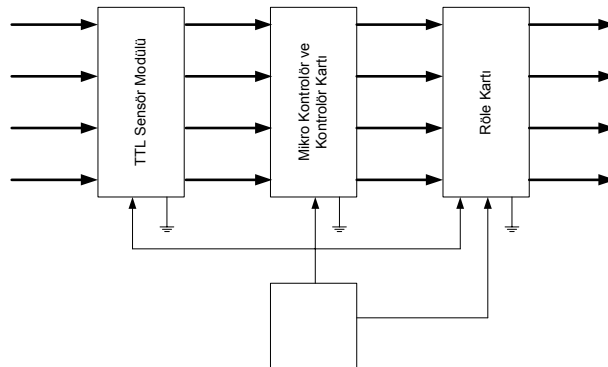 TTL Sensör Modülü
Mikro Kontrolör ve
Kontrolör Kartı
Röle Kartı